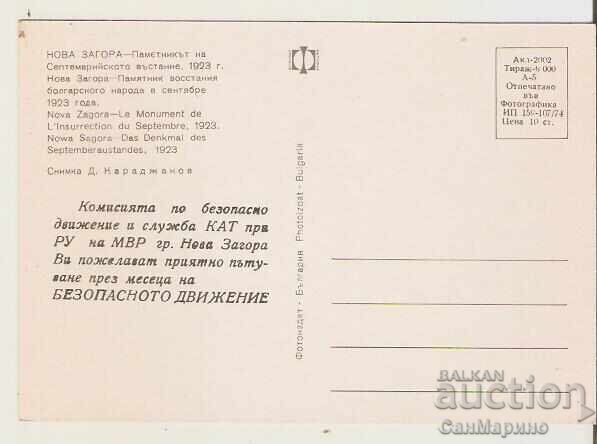 НОВА ЗАГОРА—Паметникът на
Септемврийското въстание, 1923 г.
Нова Загора—Памятник восстания
болгарского народа в сентябре
1923 года.
Nova Zagora—Le Monument de
L'Insurrection du Septembre, 1923.
Nowa Sagora—Das Denkmal des
Septemberaustandes, 1923
Снимка Д. Караджаков
Комисията по безопасно
движение и служба КАТ при
РУ на МВР гр. Нова Загора
Ви пожелават приятно пъту-
ване през месеца на
БЕЗОПАСНОТО ДВИЖЕНИЕ
Фотоиздат - България Photoizdat - Bulgaria
Акл-2002
Тираж-6 000
А-5
Отпечатано
във
Фотографика
ИП 156-107/74
Цена 10 ст.
BALKAN
auction
СанМарино